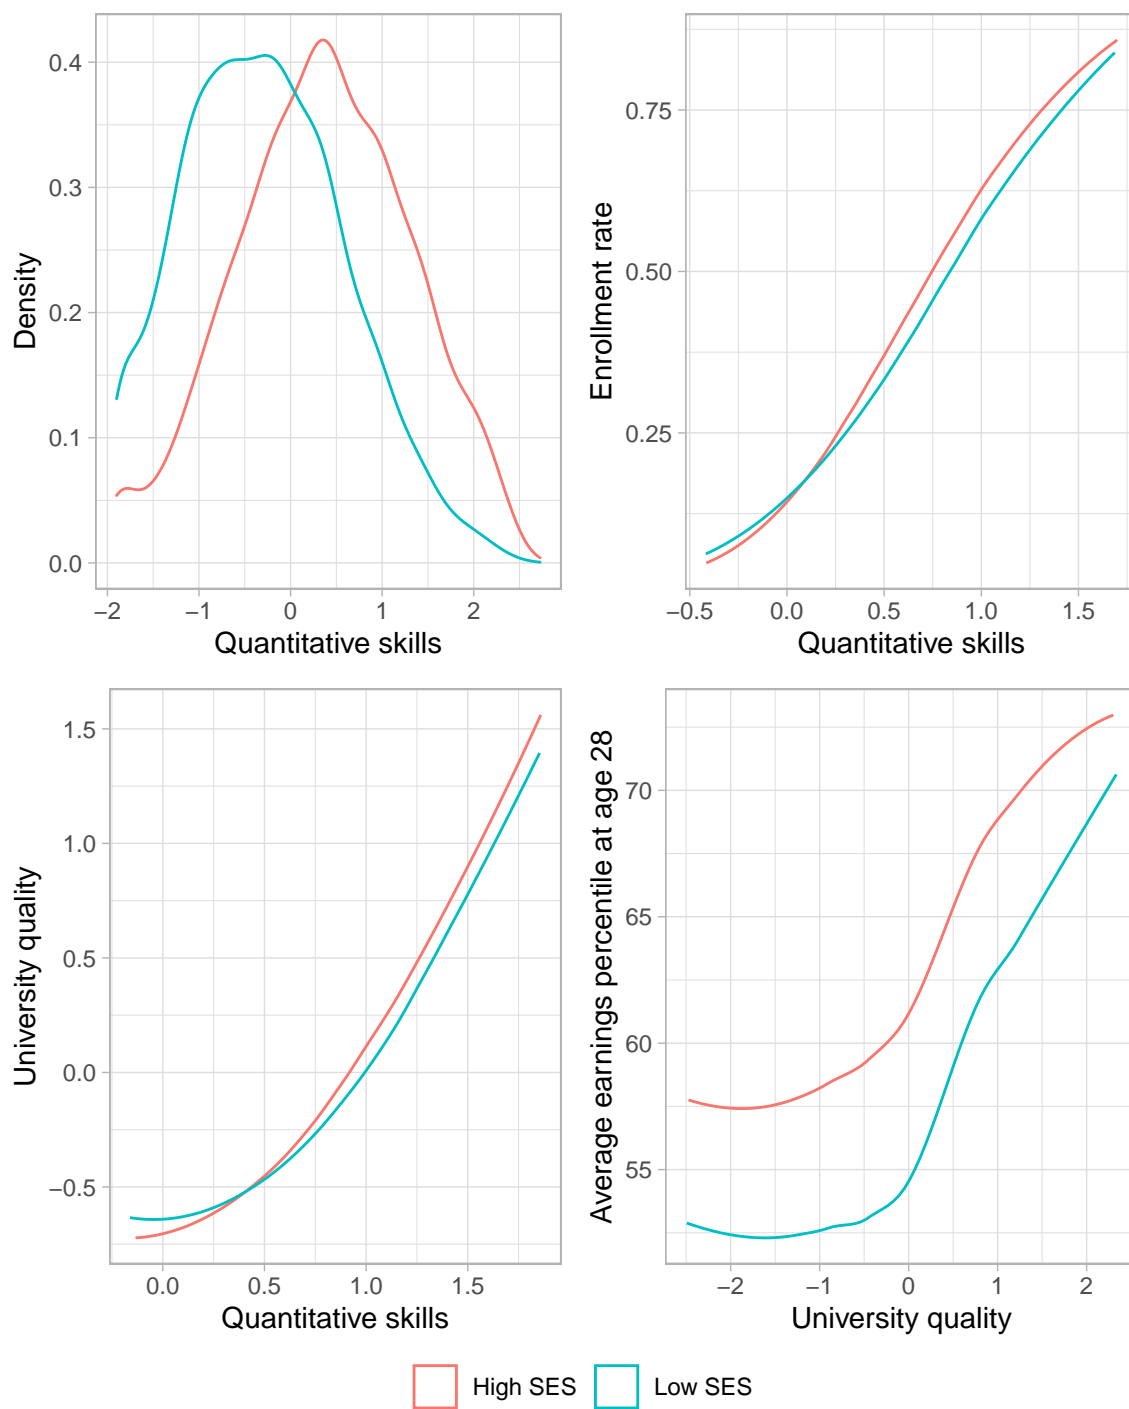 Density
0.4
0.3
0.2
0.1
0.0
−2 −1 0 1 2
Quantitative skills
Enrollment rate
0.75
0.50
0.25
−0.5 0.0 0.5 1.0 1.5
Quantitative skills
University quality
1.5
1.0
0.5
0.0
−0.5
0.0 0.5 1.0 1.5
Quantitative skills
Average earnings percentile at age 28
70
65
60
55
−2 −1 0 1 2
University quality
High SES Low SES